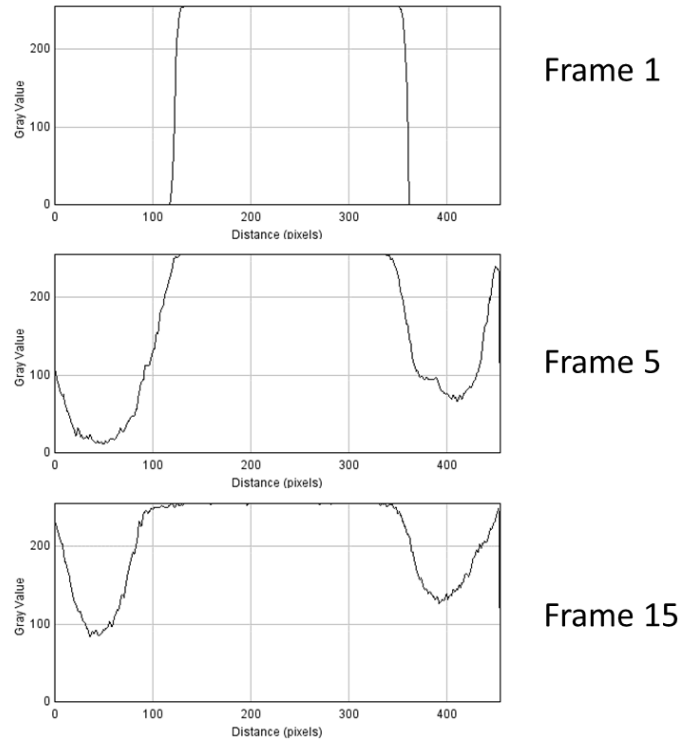 Gray Value
200
100
0
0 100 200 300 400
Distance (pixels)
Frame 1
Gray Value
200
100
0
0 100 200 300 400
Distance (pixels)
Frame 5
Gray Value
200
100
0
0 100 200 300 400
Distance (pixels)
Frame 15